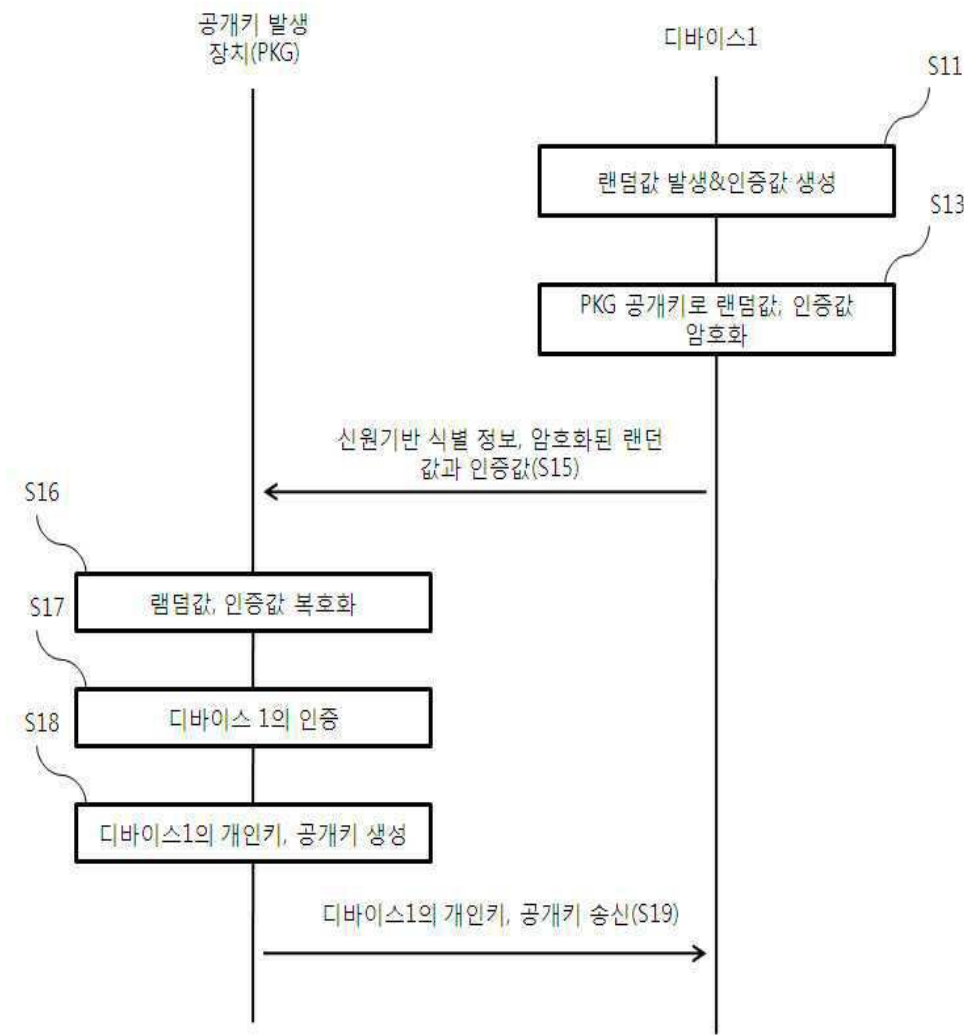 공개키 발생
장치(PKG)
디바이스1
S11
랜덤값 발생&인증값 생성
S13
PKG 공개키로 랜덤값, 인증값
암호화
신원기반 식별 정보, 암호화된 랜던
값과 인증값(S15)
S16
램덤값, 인증값 복호화
S17
디바이스 1의 인증
S18
디바이스1의 개인키, 공개키 생성
디바이스1의 개인키, 공개키 송신(S19)